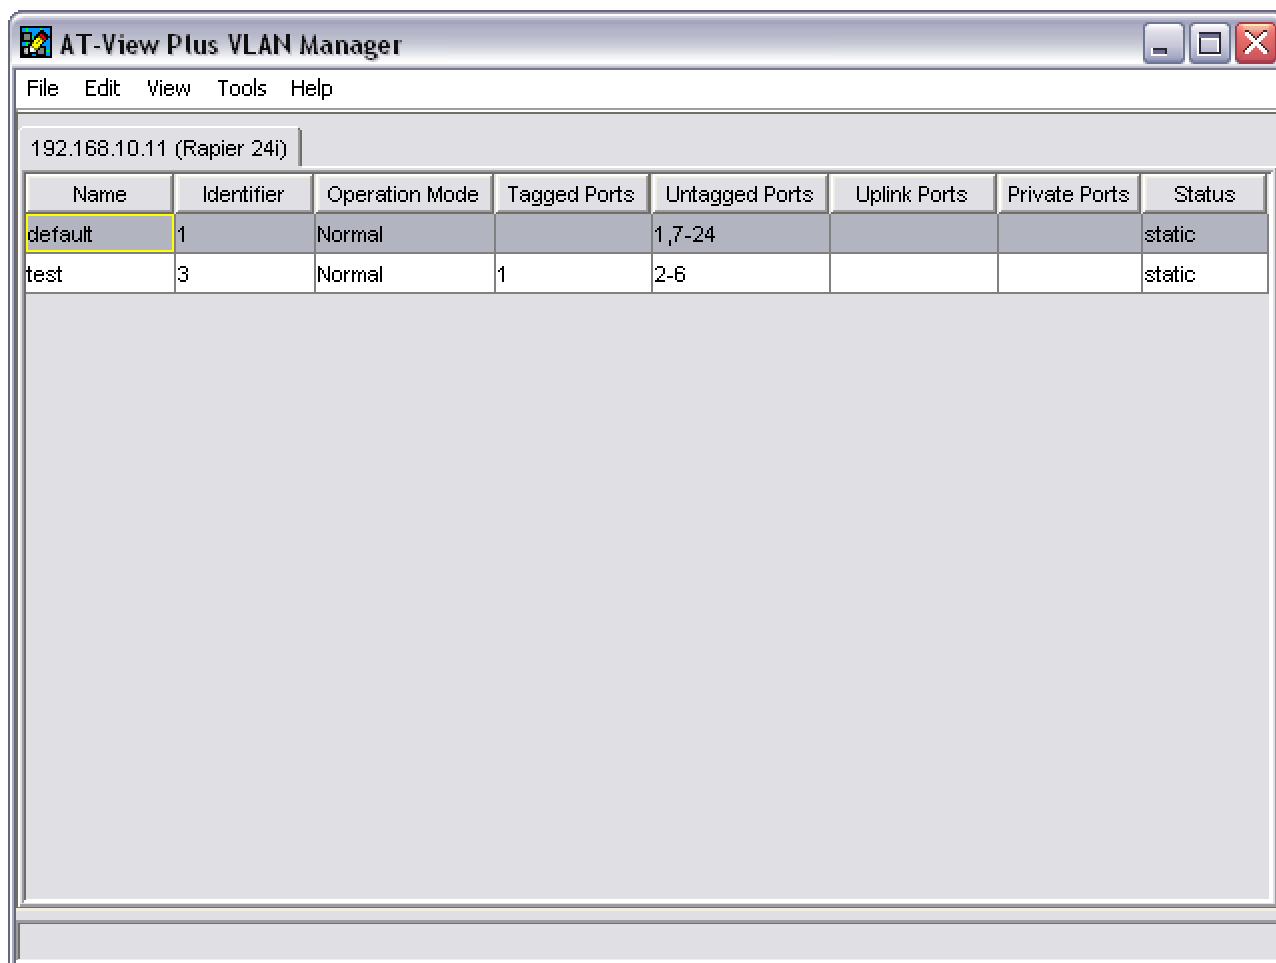 AT-View Plus VLAN Manager
File Edit View Tools Help
192.168.10.11 (Rapier 24i)
Name Identifier Operation Mode Tagged Ports Untagged Ports Uplink Ports Private Ports Status
default 1 Normal 1,7-24 static
test 3 Normal 1 2-6 static